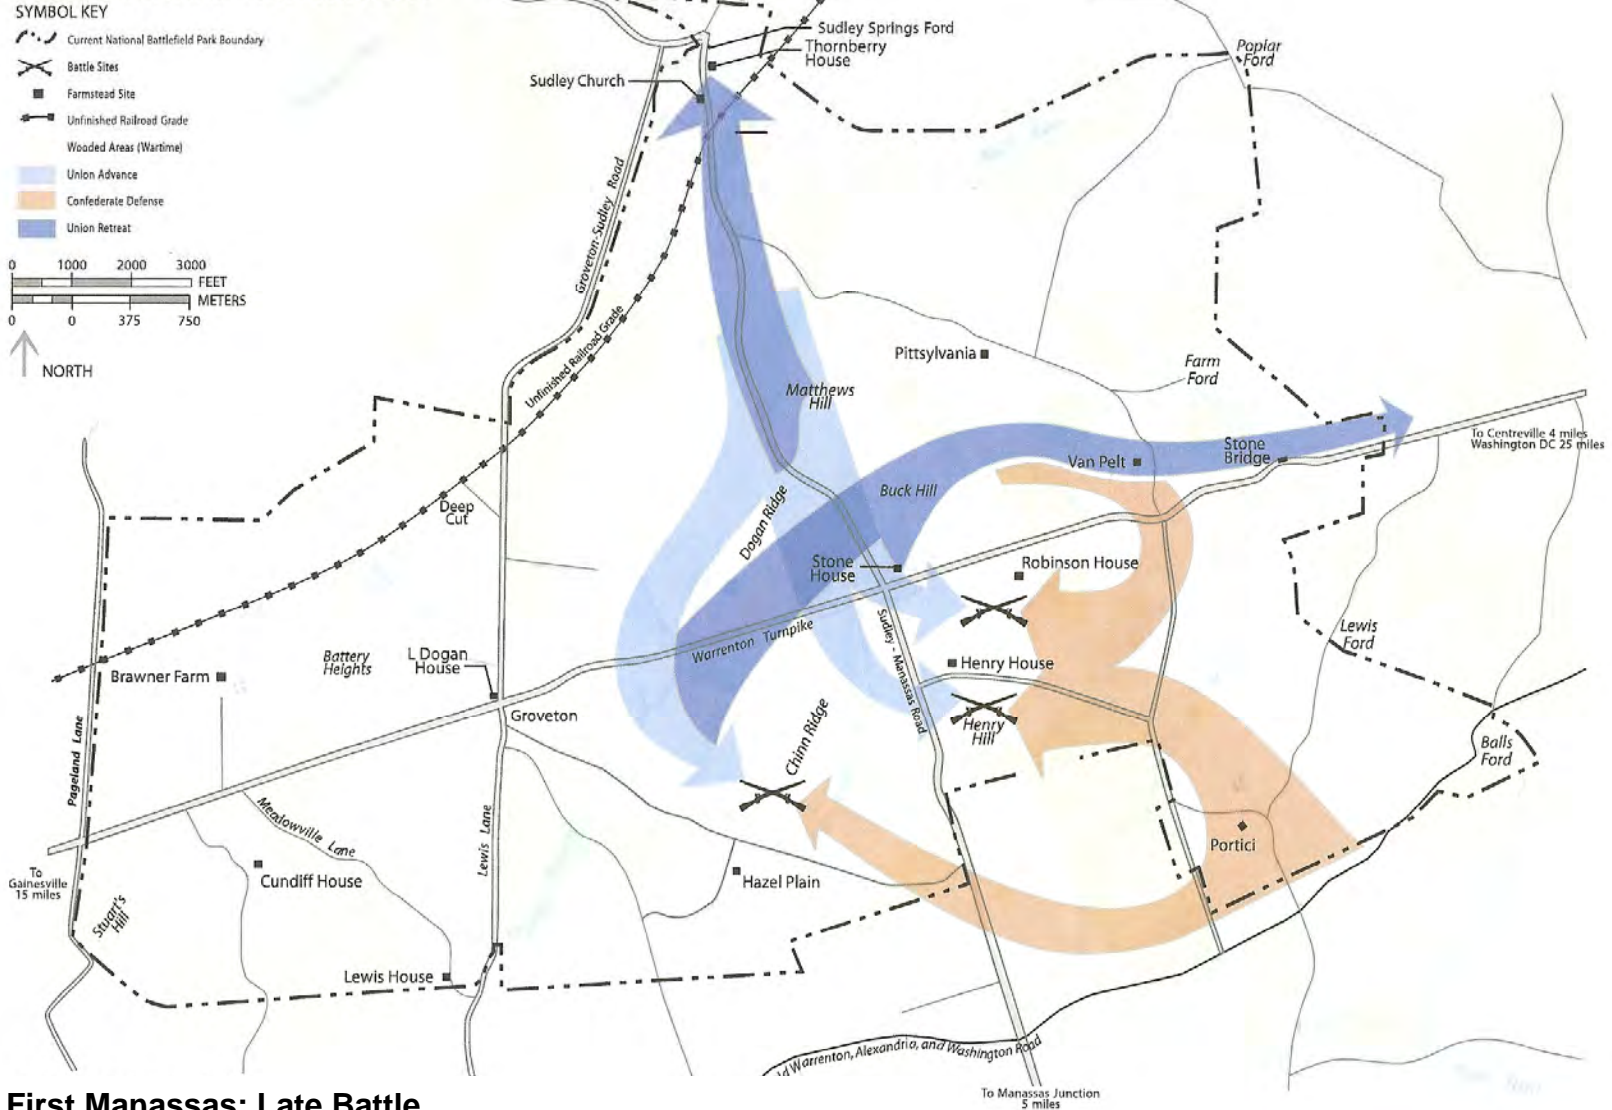 SYMBOL KEY
Current National Battlefield Park Boundary
Battle Sites
Farmstead Site
Unfinished Railroad Grade
Wooded Areas (Wartime)
Union Advance
Confederate Defense
Union Retreat
0 1000 2000 3000
FEET
METERS
0 0 375 750
NORTH
Sudley Springs Ford
Thornberry
House
Sudley Church
Poplar
Ford
Groveton-Sudley Road
Unfinished Railroad Grade
Pittsylvania
Farm
Ford
Matthews
Hill
To Centreville 4 miles
Washington DC 25 miles
Stone
Bridge
Van Pelt
Buck Hill
Dogan Ridge
Deep
Cut
Stone
House
Robinson House
Lewis
Ford
Warrenton Turnpike
Sudley - Manassas Road
Battery
Heights
L Dogan
House
Brawner Farm
Henry House
Groveton
Henry
Hill
Chinn Ridge
Balls
Ford
Pageland Lane
Meadowville Lane
Lewis Lane
Portici
To
Gainesville
15 miles
Cundiff House
Hazel Plain
Stuart's
Hill
Lewis House
ld Warrenton, Alexandria, and Washington Road
To Manassas Junction
5 miles
First Manassas: Late Battle